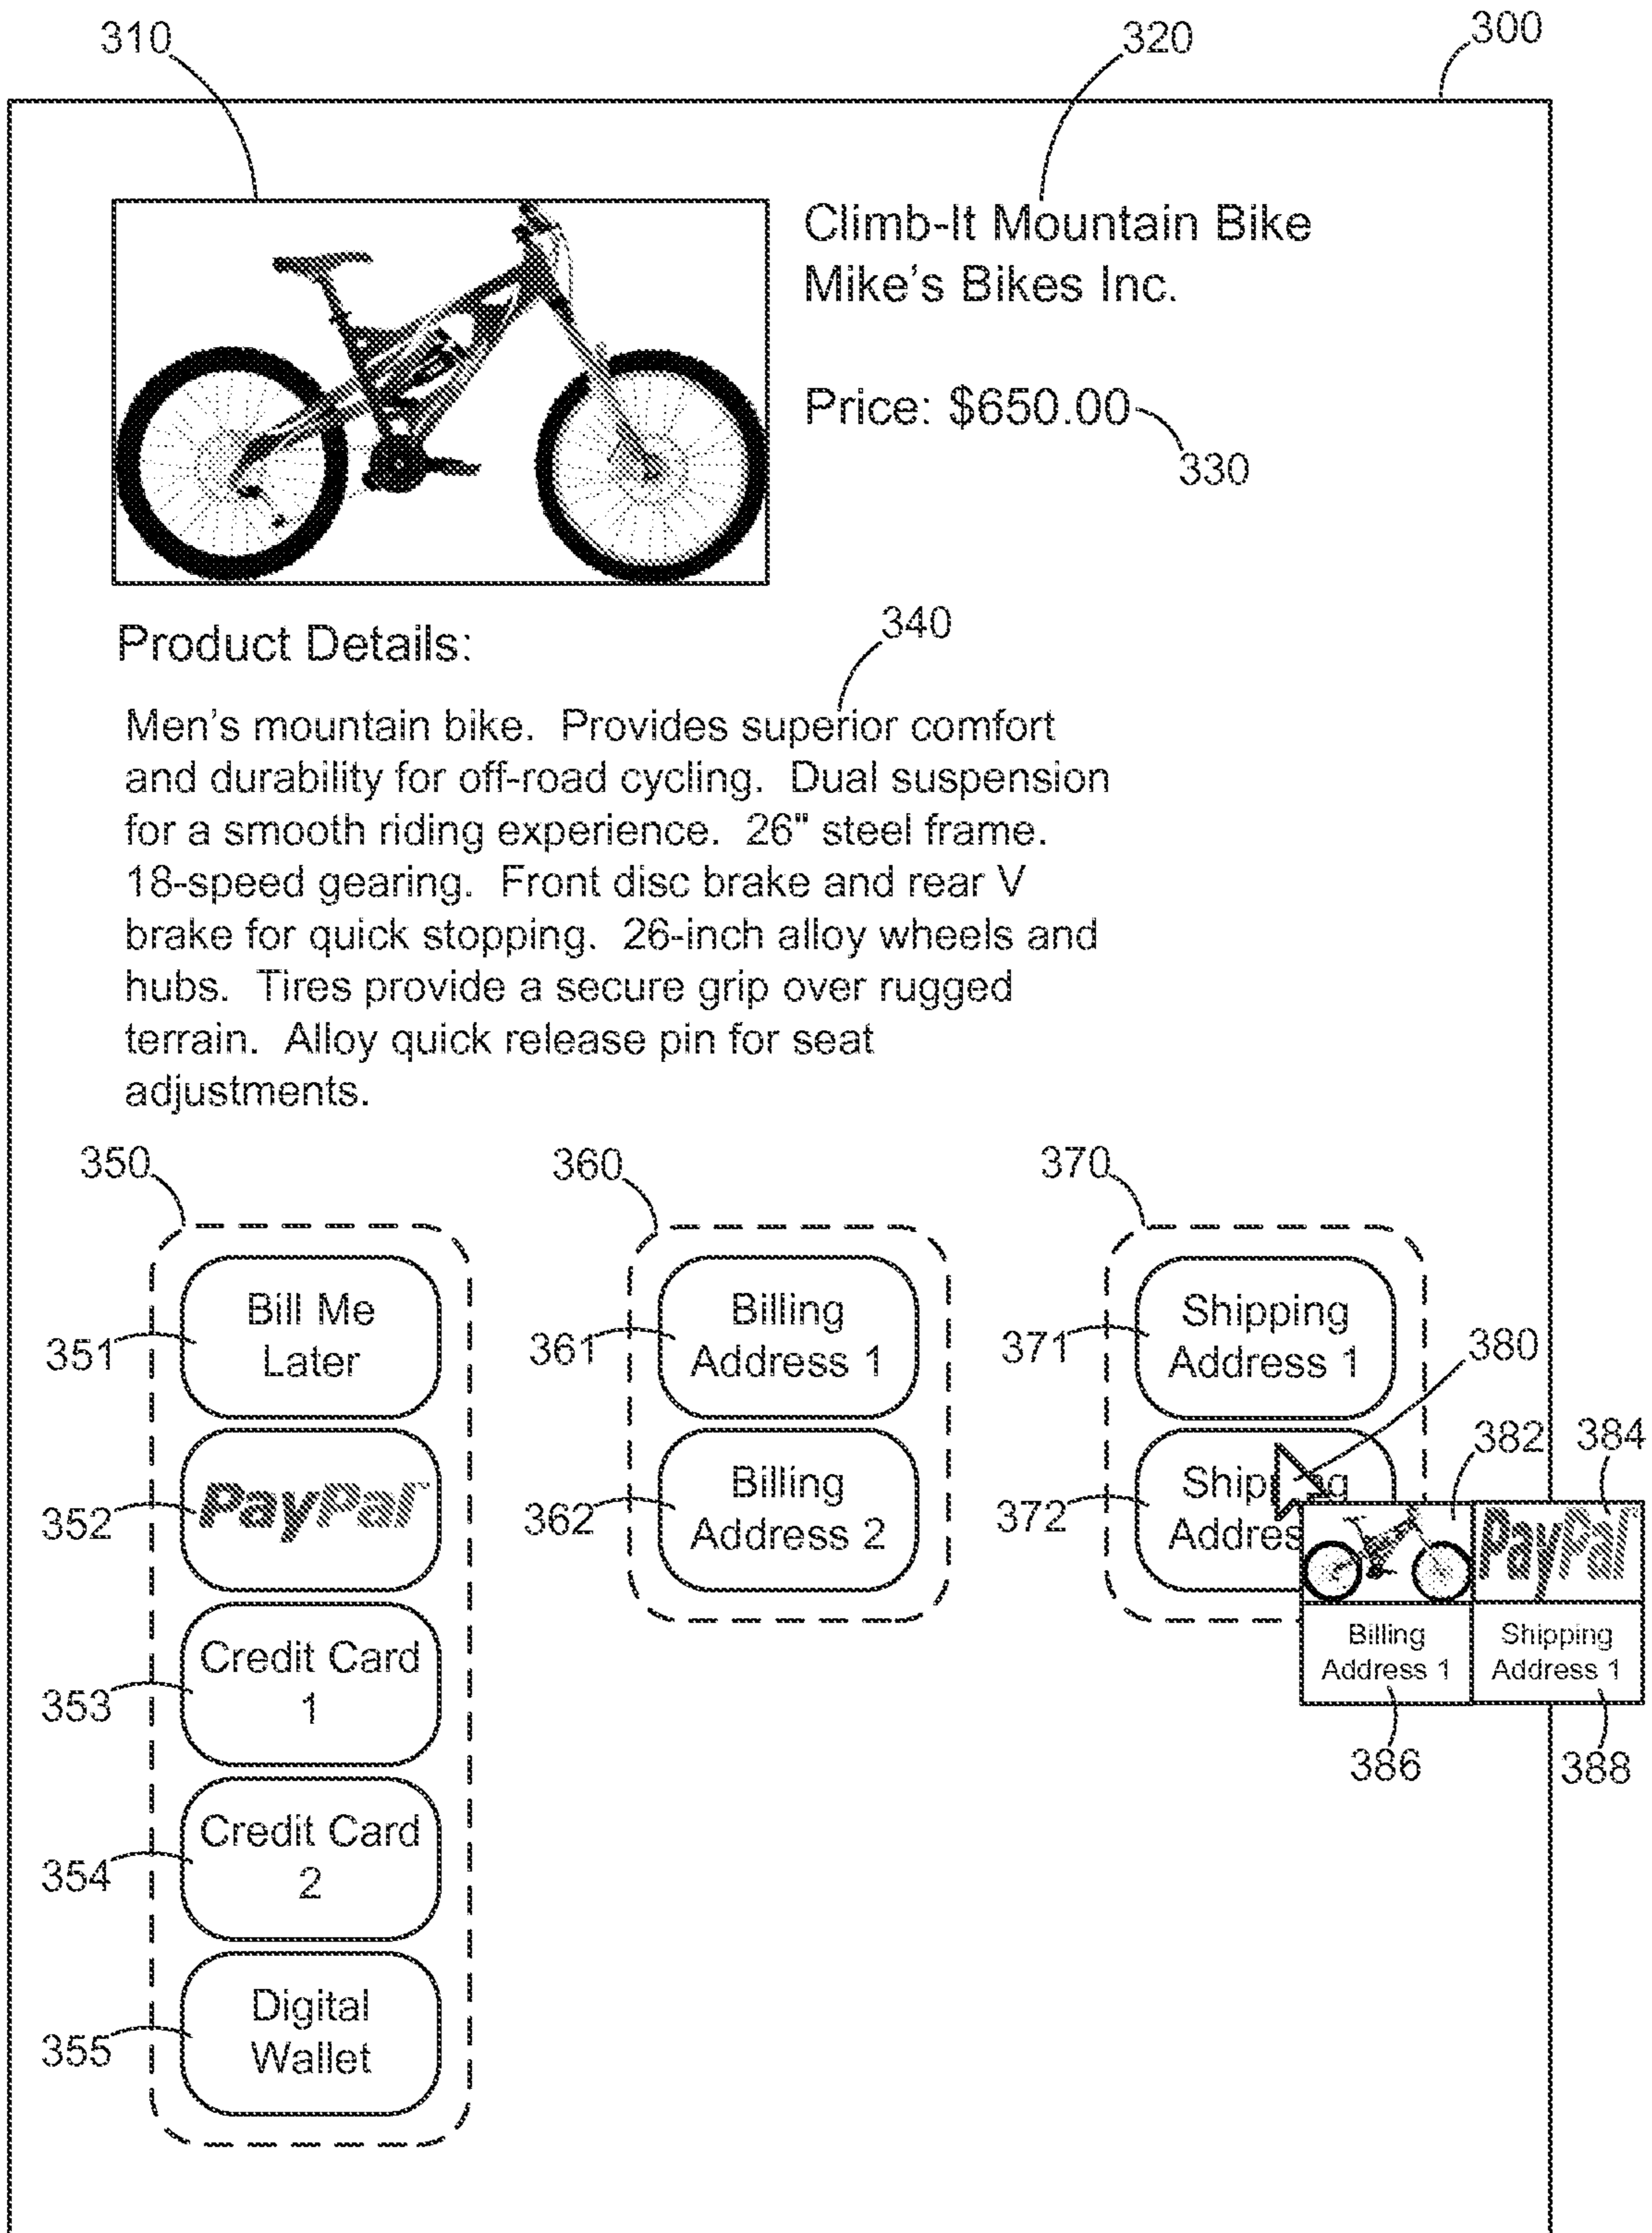 310
320
300
Climb-It Mountain Bike
Mike's Bikes Inc.
Price: $650.00
330
Product Details:
340
Men's mountain bike. Provides superior comfort
and durability for off-road cycling. Dual suspension
for a smooth riding experience. 26" steel frame.
18-speed gearing. Front disc brake and rear V
brake for quick stopping. 26-inch alloy wheels and
hubs. Tires provide a secure grip over rugged
terrain. Alloy quick release pin for seat
adjustments.
350
360
370
Bill Me
Later
351
PayPal™
352
Credit Card
1
353
Credit Card
2
354
Digital
Wallet
355
Billing
Address 1
361
Billing
Address 2
362
Shipping
Address 1
371
380
Shipping
Addres
372
382
384
PayPal
Billing
Address 1
Shipping
Address 1
386
388